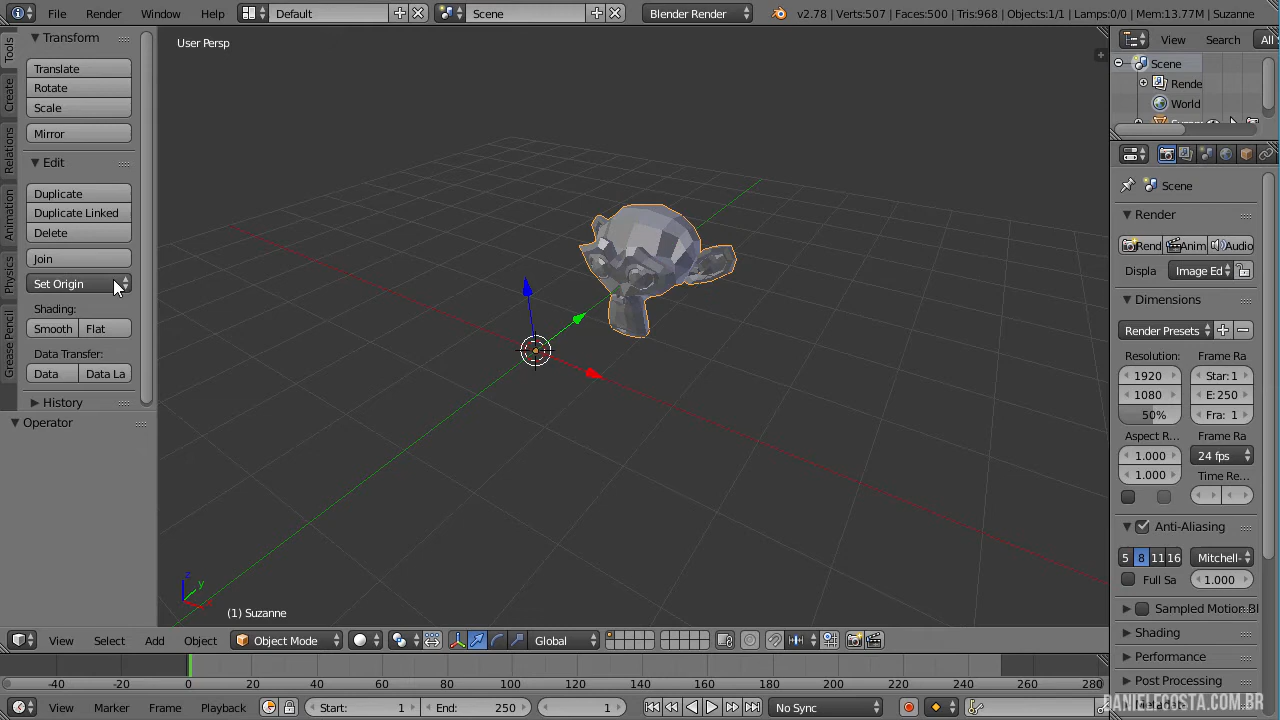 File Render Window Help Default Scene Blender Render v2.78 | Verts:507 | Faces:500 | Tris:968 | Objects:1/1 | Lamps:0/0 | Mem:13.77M | Suzanne
Tools
Create
Relations
Animation
Physics
Grease Pencil
Transform
Translate
Rotate
Scale
Mirror
Edit
Duplicate
Duplicate Linked
Delete
Join
Set Origin
Shading:
Smooth Flat
Data Transfer:
Data Data La
History
Operator
User Persp
z
y
x
(1) Suzanne
View Select Add Object Object Mode Global
-40 -20 0 20 40 60 80 100 120 140 160 180 200 220 240 260 280
View Marker Frame Playback Start: 1 End: 250 1 No Sync
View Search All S
Scene
Rende
World
Scene
Render
Rend Anim Audio
Displa Image Ed
Dimensions
Render Presets
Resolution: Frame Ra
1920 Star: 1
1080 E: 250
50% Fra: 1
Aspect R... Frame Ra
1.000 24 fps
1.000 Time Re...
Anti-Aliasing
5 8 11 16 Mitchell-
Full Sa 1.000
Sampled Motion Bl
Shading
Performance
Post Processing
DANIELECOSTA.COM.BR